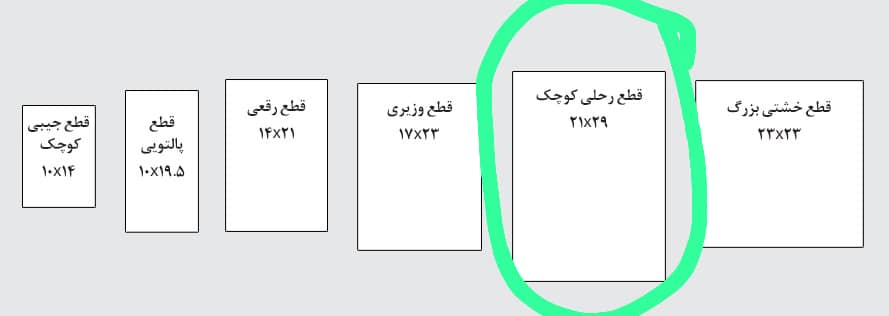 قطع خشتی بزرگ
۲۳x۲۳
قطع رحلی کوچک
۲۱x۲۹
قطع وزیری
۱۷x۲۳
قطع رقعی
۱۴x۲۱
قطع
پالتویی
۱۰x۱۹.۵
قطع جیبی
کوچک
۱۰x۱۴